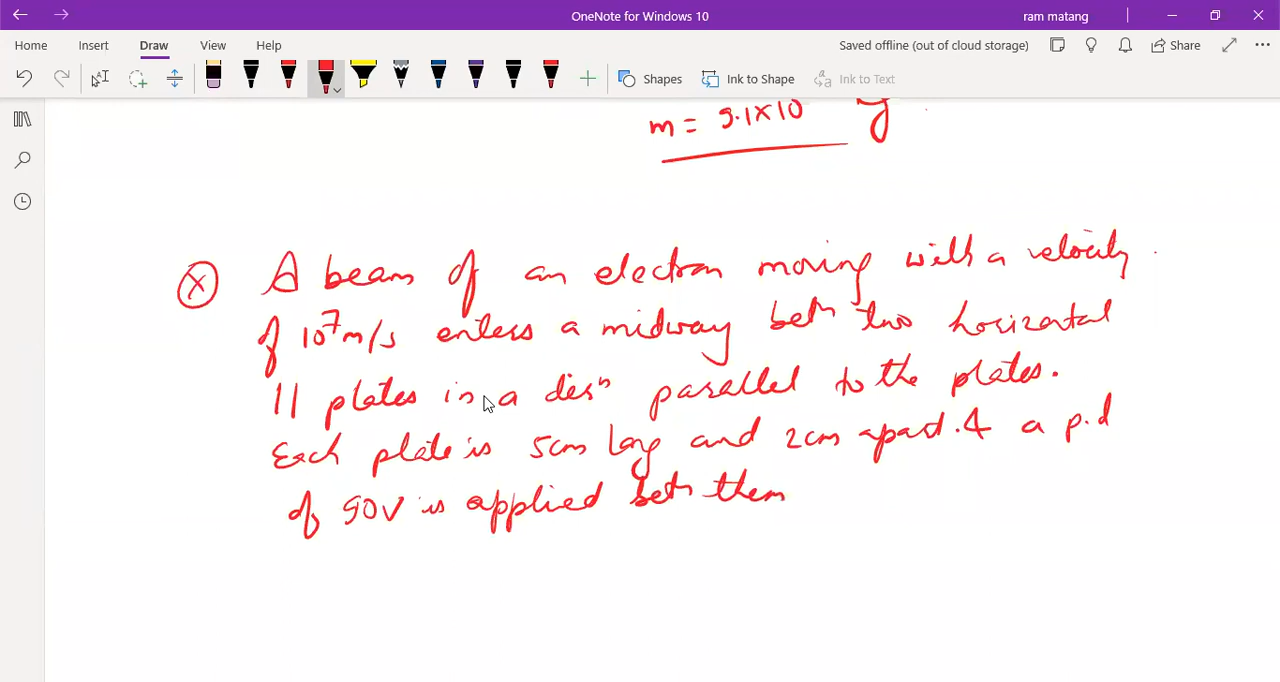 OneNote for Windows 10
ram matang
Home Insert Draw View Help
Saved offline (out of cloud storage)
Share
Shapes
Ink to Shape
Ink to Text
m = 9.1×10
A beam of an electron moving with a velocity
of 10⁷ m/s enters a midway betⁿ two horizontal
11 plates in a dirⁿ parallel to the plates.
Each plate is 5cm long and 2cm apart. & a p.d
of 90V is applied betⁿ them